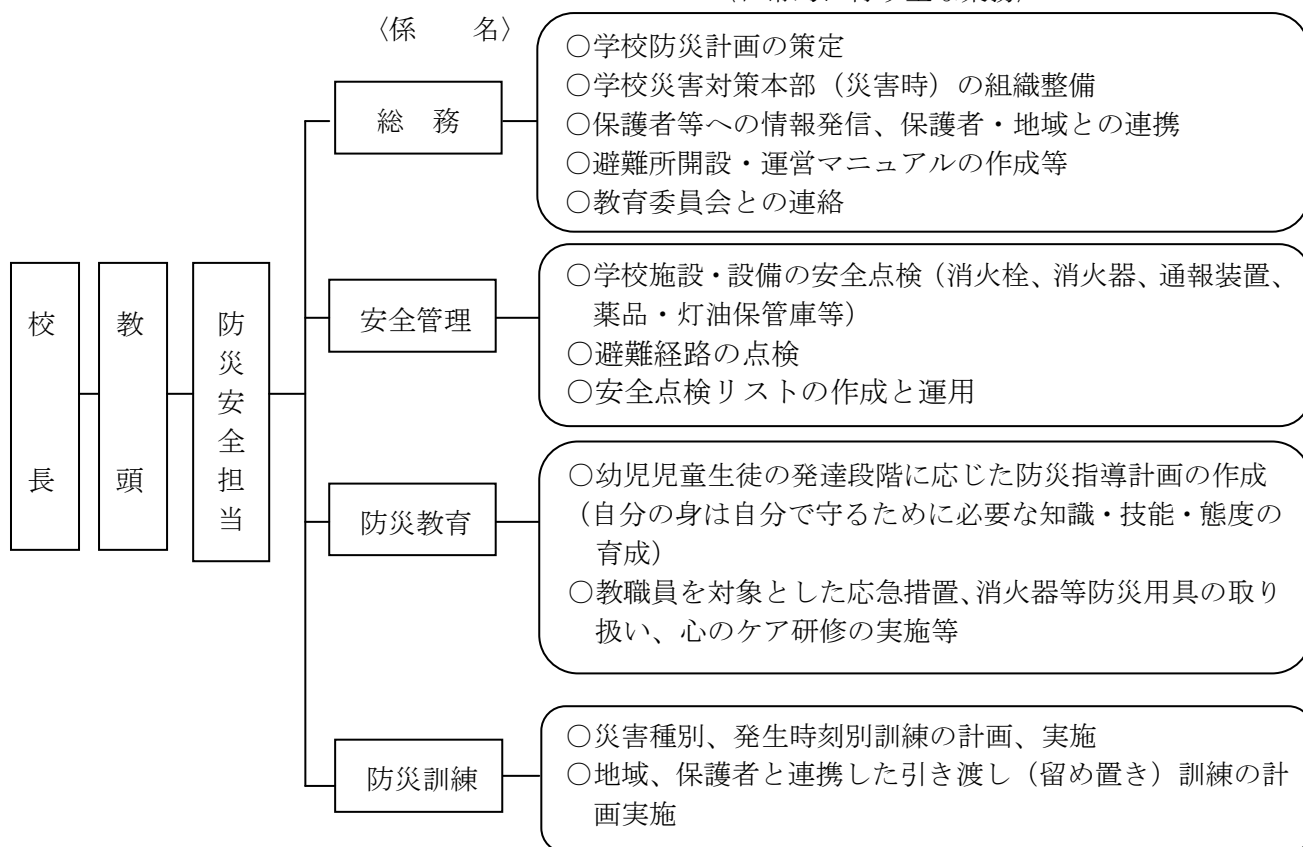 〈係　　名〉
○学校防災計画の策定
○学校災害対策本部（災害時）の組織整備
○保護者等への情報発信、保護者・地域との連携
○避難所開設・運営マニュアルの作成等
○教育委員会との連絡
総　務
○学校施設・設備の安全点検（消火栓、消火器、通報装置、
薬品・灯油保管庫等）
○避難経路の点検
○安全点検リストの作成と運用
安全管理
校長
教頭
防災安全担当
○幼児児童生徒の発達段階に応じた防災指導計画の作成
（自分の身は自分で守るために必要な知識・技能・態度の
育成）
○教職員を対象とした応急措置、消火器等防災用具の取り
扱い、心のケア研修の実施等
防災教育
○災害種別、発生時刻別訓練の計画、実施
○地域、保護者と連携した引き渡し（留め置き）訓練の計
画実施
防災訓練